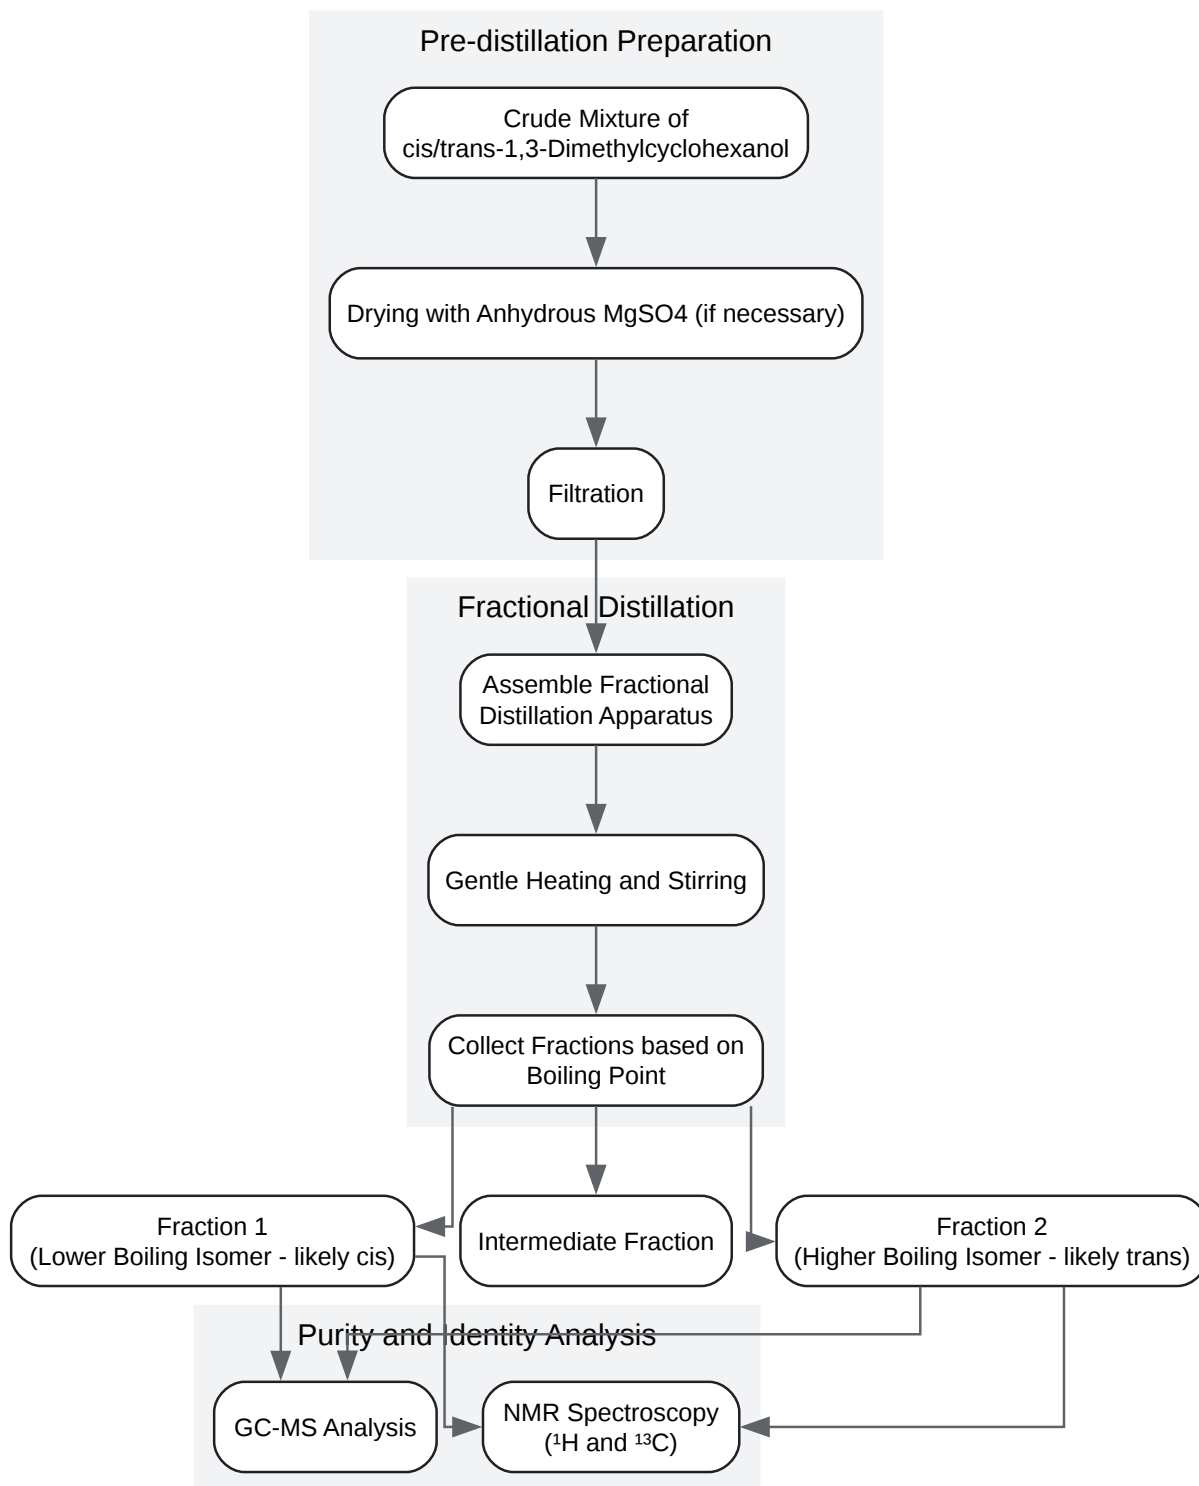 Pre-distillation Preparation
Crude Mixture of
cis/trans-1,3-Dimethylcyclohexanol
Drying with Anhydrous MgSO4 (if necessary)
Filtration
Fractional Distillation
Assemble Fractional
Distillation Apparatus
Gentle Heating and Stirring
Collect Fractions based on
Boiling Point
Fraction 1
(Lower Boiling Isomer - likely cis)
Intermediate Fraction
Fraction 2
(Higher Boiling Isomer - likely trans)
Purity and Identity Analysis
GC-MS Analysis
NMR Spectroscopy
(¹H and ¹³C)